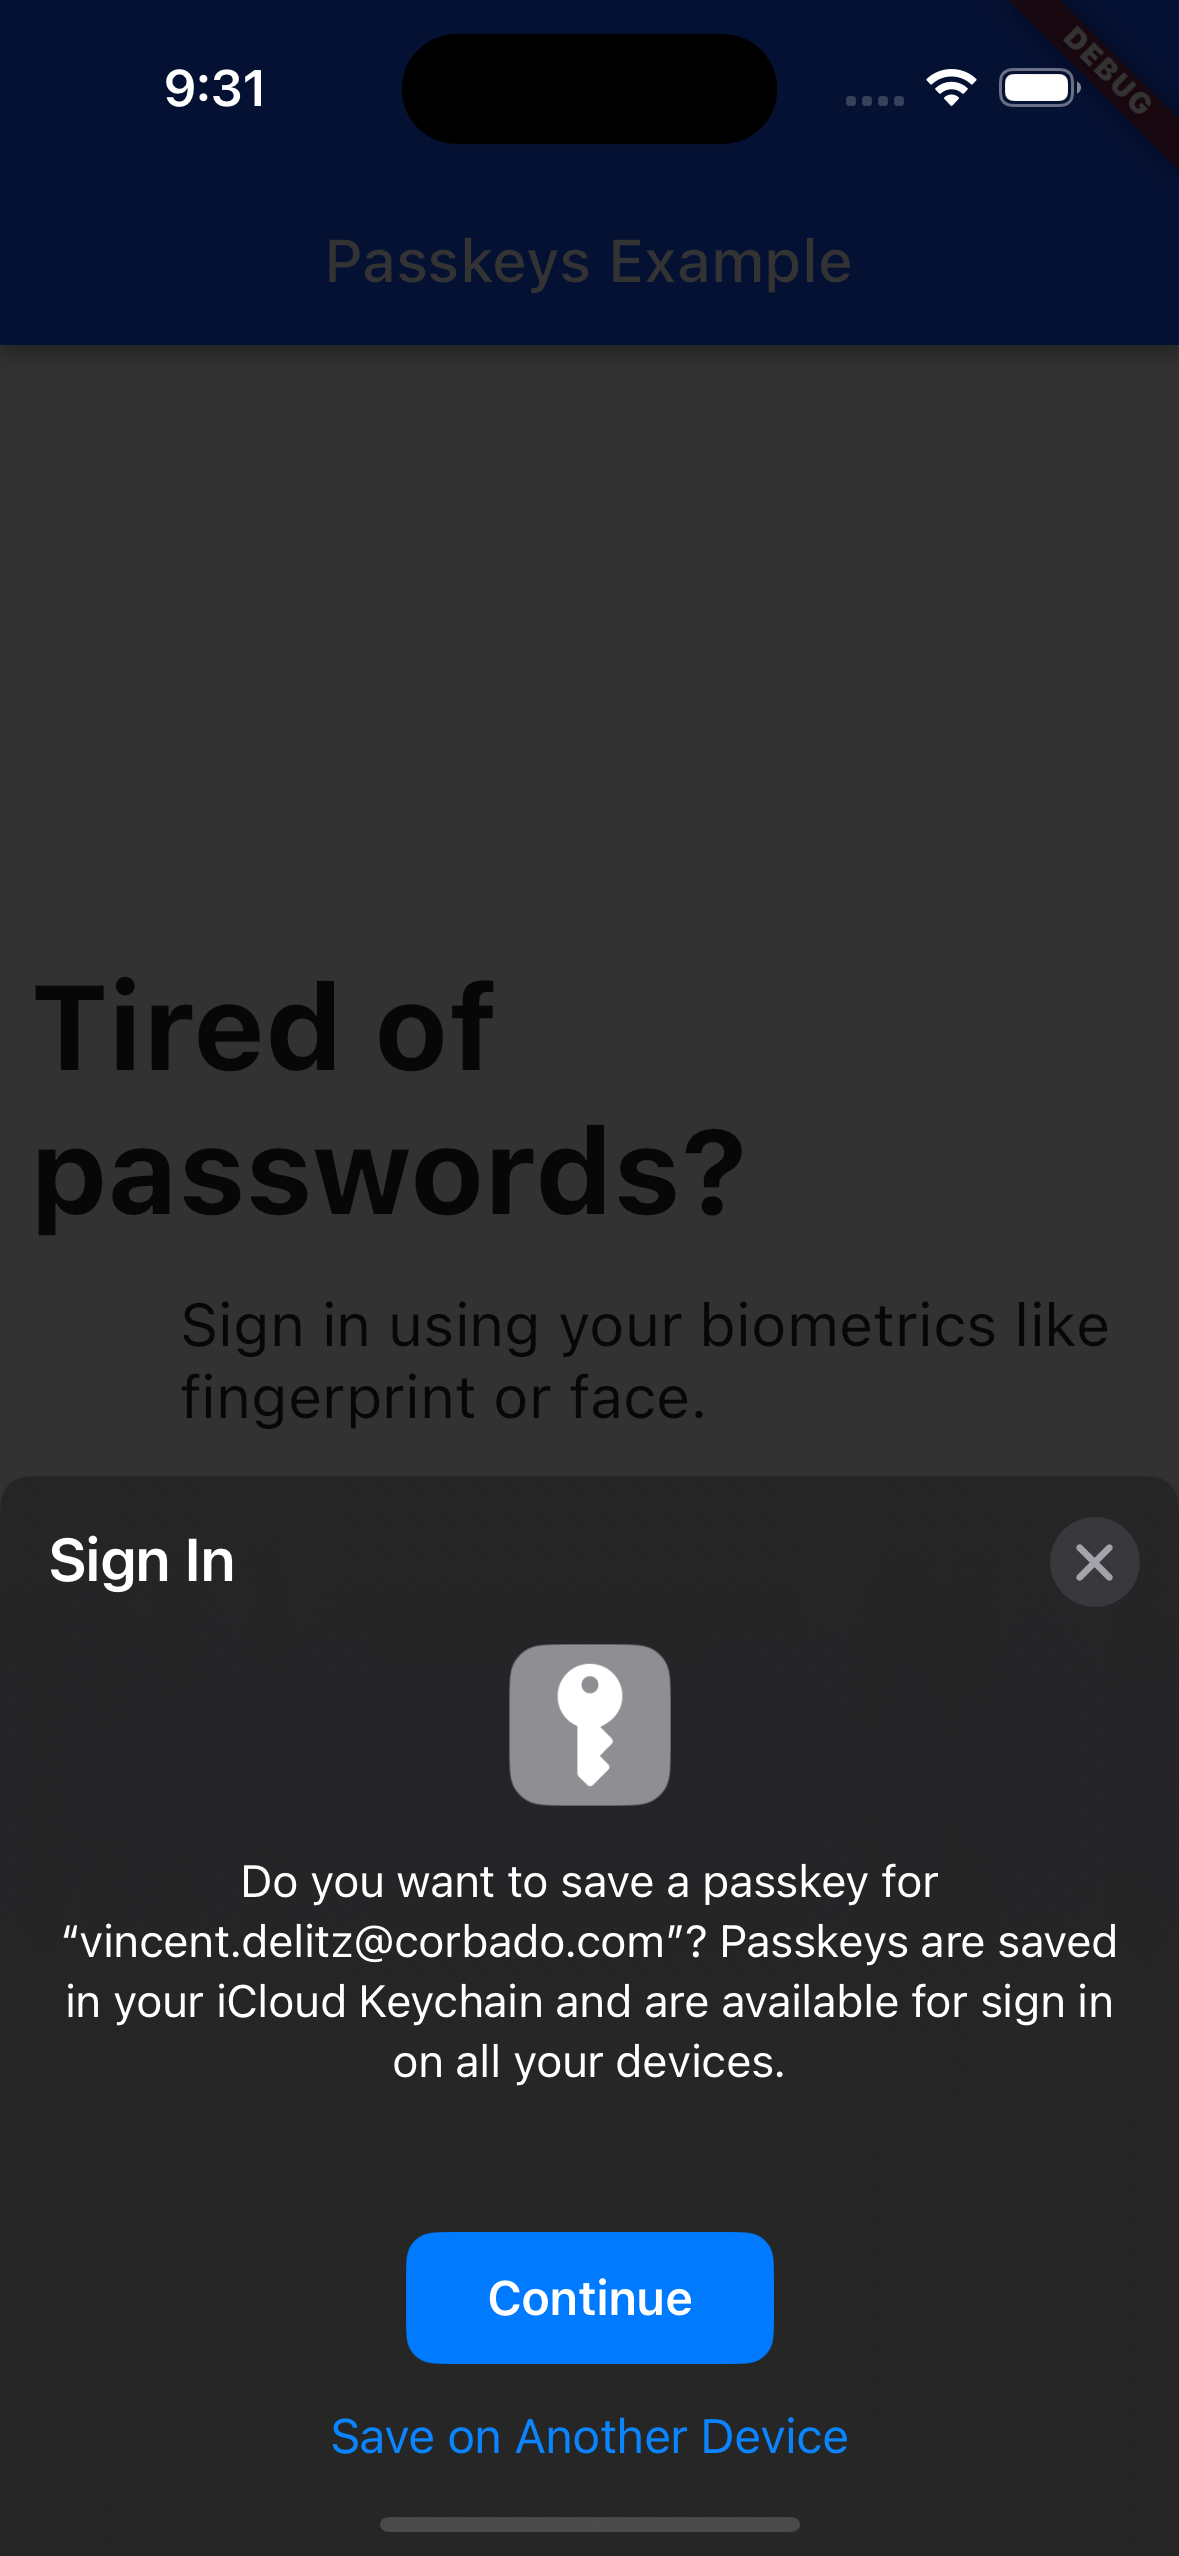 9:31
DEBUG
Passkeys Example
Tired of
passwords?
Sign in using your biometrics like
fingerprint or face.
Sign In
Do you want to save a passkey for
“vincent.delitz@corbado.com”? Passkeys are saved
in your iCloud Keychain and are available for sign in
on all your devices.
Continue
Save on Another Device